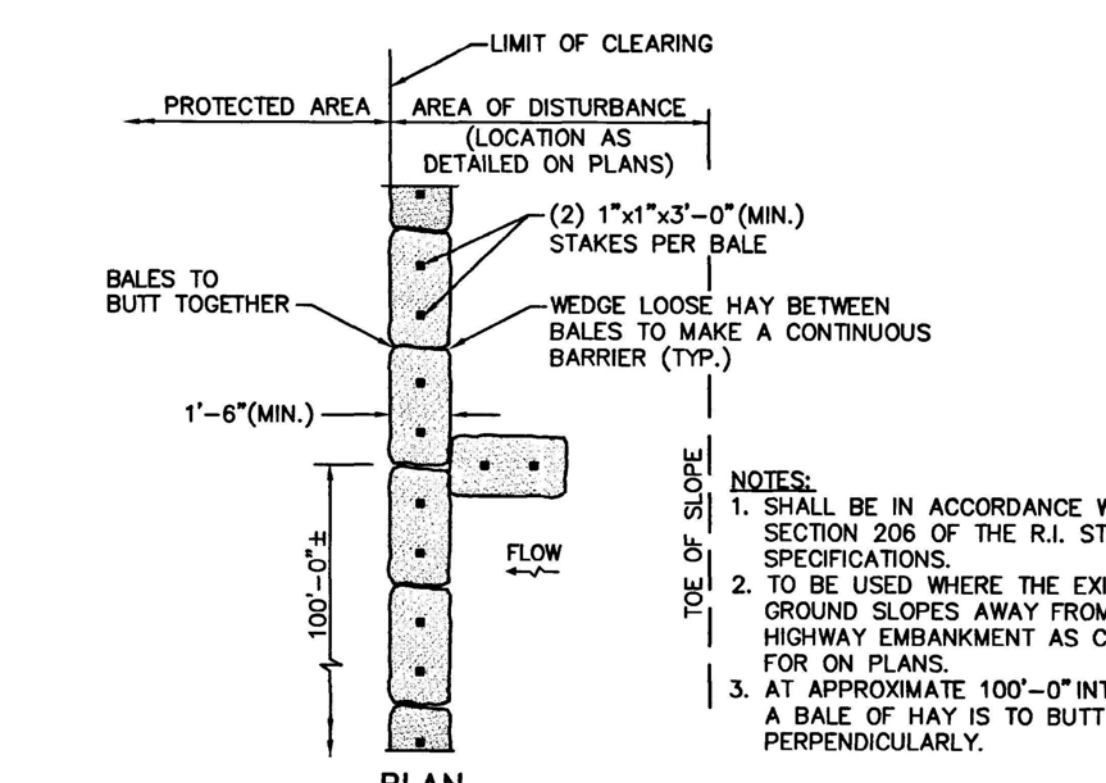 LIMIT OF CLEARING
PROTECTED AREA
AREA OF DISTURBANCE
(LOCATION AS
DETAILED ON PLANS)
(2) 1"x1"x3'-0"(MIN.)
STAKES PER BALE
BALES TO
BUTT TOGETHER
WEDGE LOOSE HAY BETWEEN
BALES TO MAKE A CONTINUOUS
BARRIER (TYP.)
1'-6"(MIN.)
100'-0"±
FLOW
TOE OF SLOPE
NOTES:
1. SHALL BE IN ACCORDANCE
SECTION 206 OF THE R.I.
SPECIFICATIONS.
2. TO BE USED WHERE THE
GROUND SLOPES AWAY FROM
HIGHWAY EMBANKMENT AS
FOR ON PLANS.
3. AT APPROXIMATE 100'-0"
A BALE OF HAY IS TO BUTT
PERPENDICULARLY.
PLAN